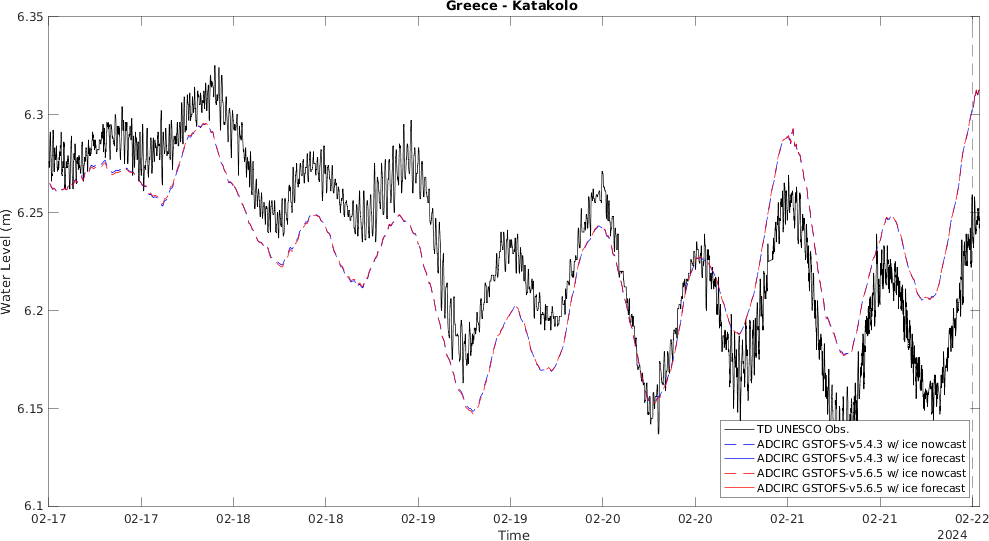 Greece - Katakolo
6.35
6.3
6.25
6.2
6.15
6.1
Water Level (m)
TD UNESCO Obs.
ADCIRC GSTOFS-v5.4.3 w/ ice nowcast
ADCIRC GSTOFS-v5.4.3 w/ ice forecast
ADCIRC GSTOFS-v5.6.5 w/ ice nowcast
ADCIRC GSTOFS-v5.6.5 w/ ice forecast
02-17 02-17 02-18 02-18 02-19 02-19 02-20 02-20 02-21 02-21 02-22
Time
2024